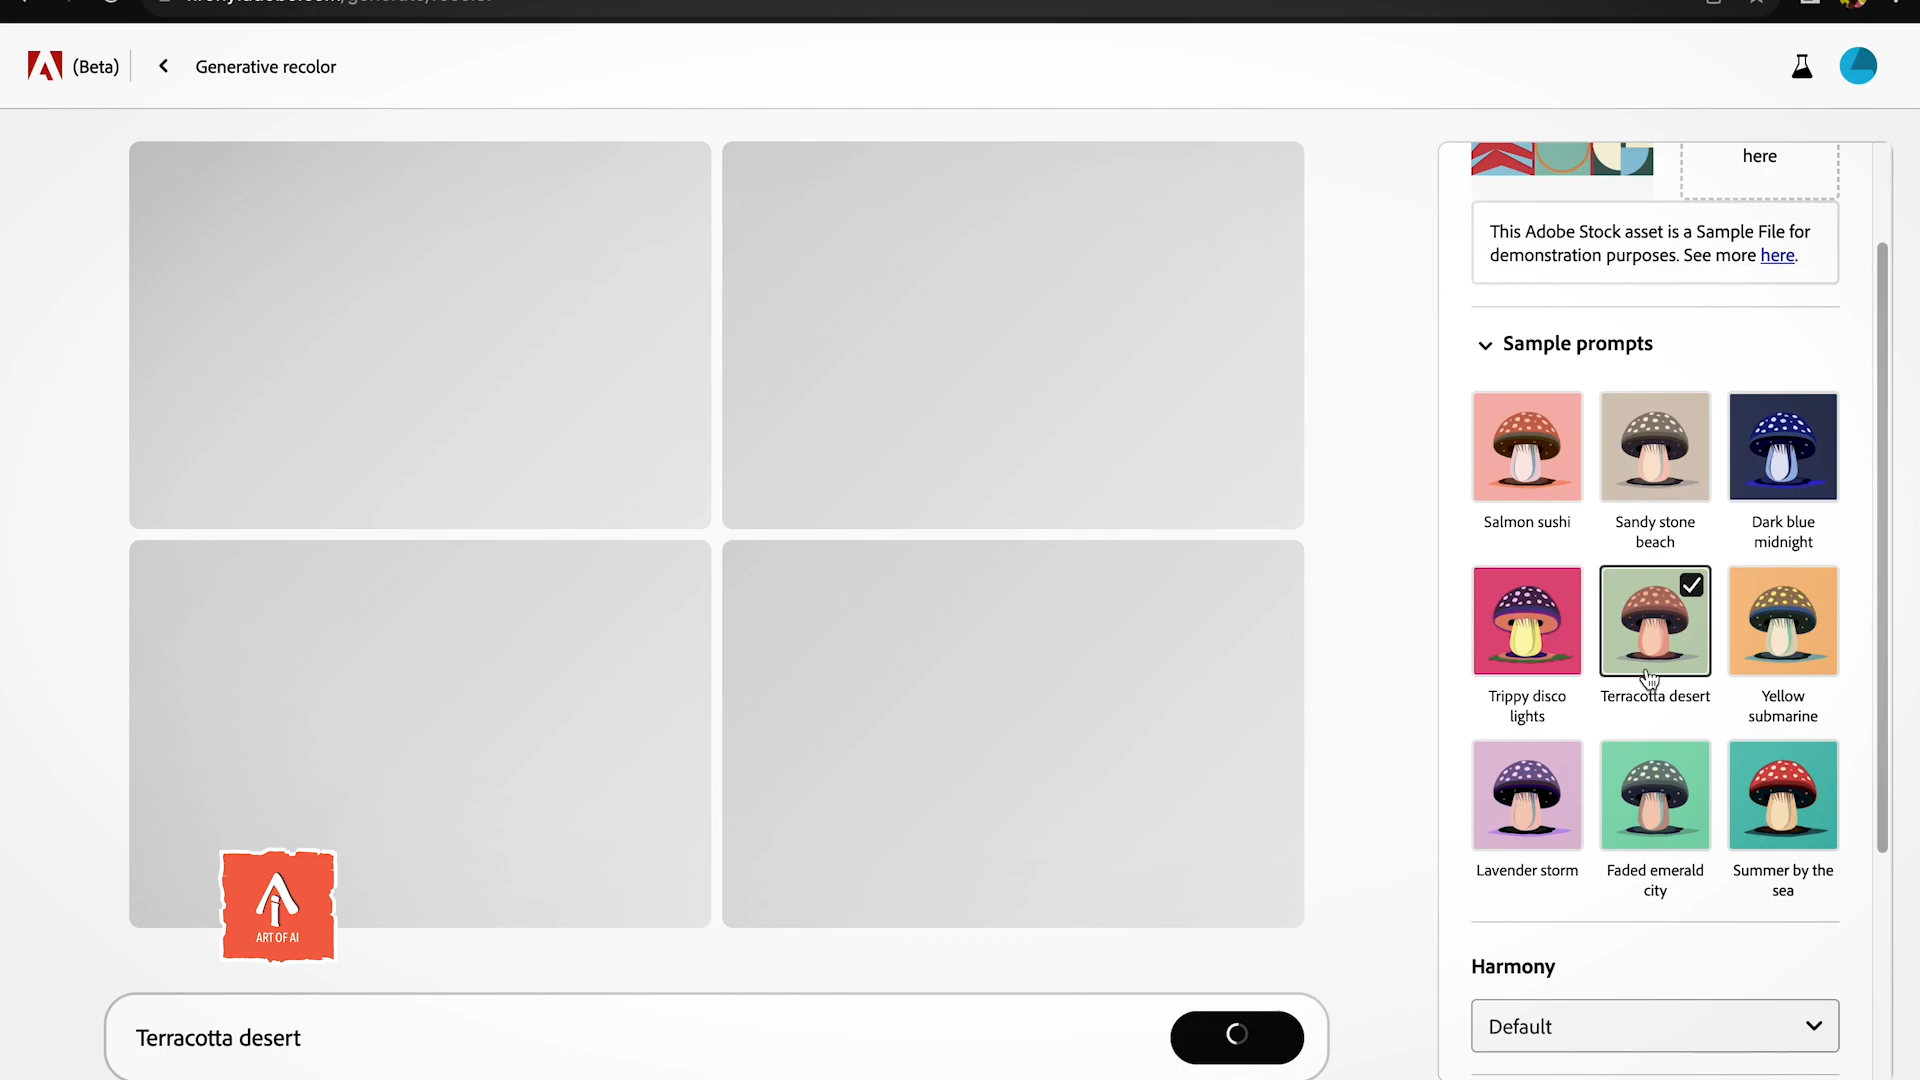 (Beta)
Generative recolor
here
This Adobe Stock asset is a Sample File for
demonstration purposes. See more here.
Sample prompts
Salmon sushi
Sandy stone
beach
Dark blue
midnight
Trippy disco
lights
Terracotta desert
Yellow
submarine
Lavender storm
Faded emerald
city
Summer by the
sea
ART OF AI
Harmony
Terracotta desert
Default